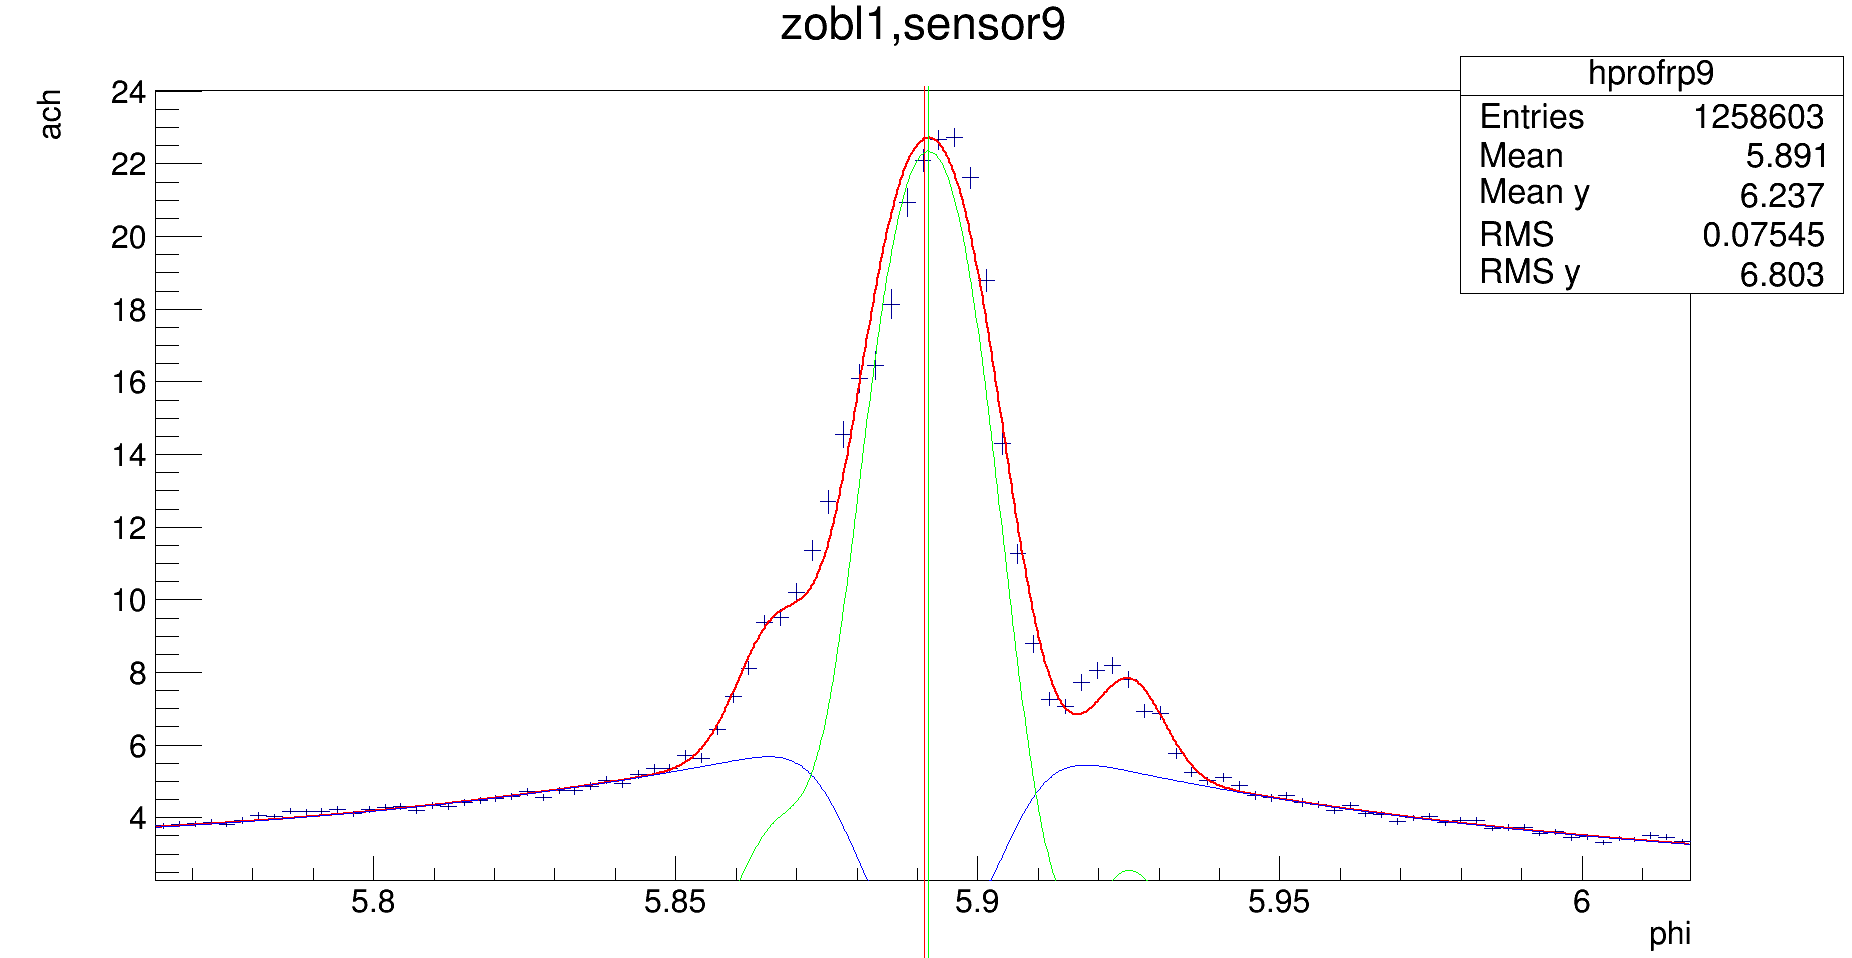 zobl1,sensor9
hprofrp9
Entries 1258603
Mean 5.891
Mean y 6.237
RMS 0.07545
RMS y 6.803
ach
24
22
20
18
16
14
12
10
8
6
4
5.8 5.85 5.9 5.95 6
phi